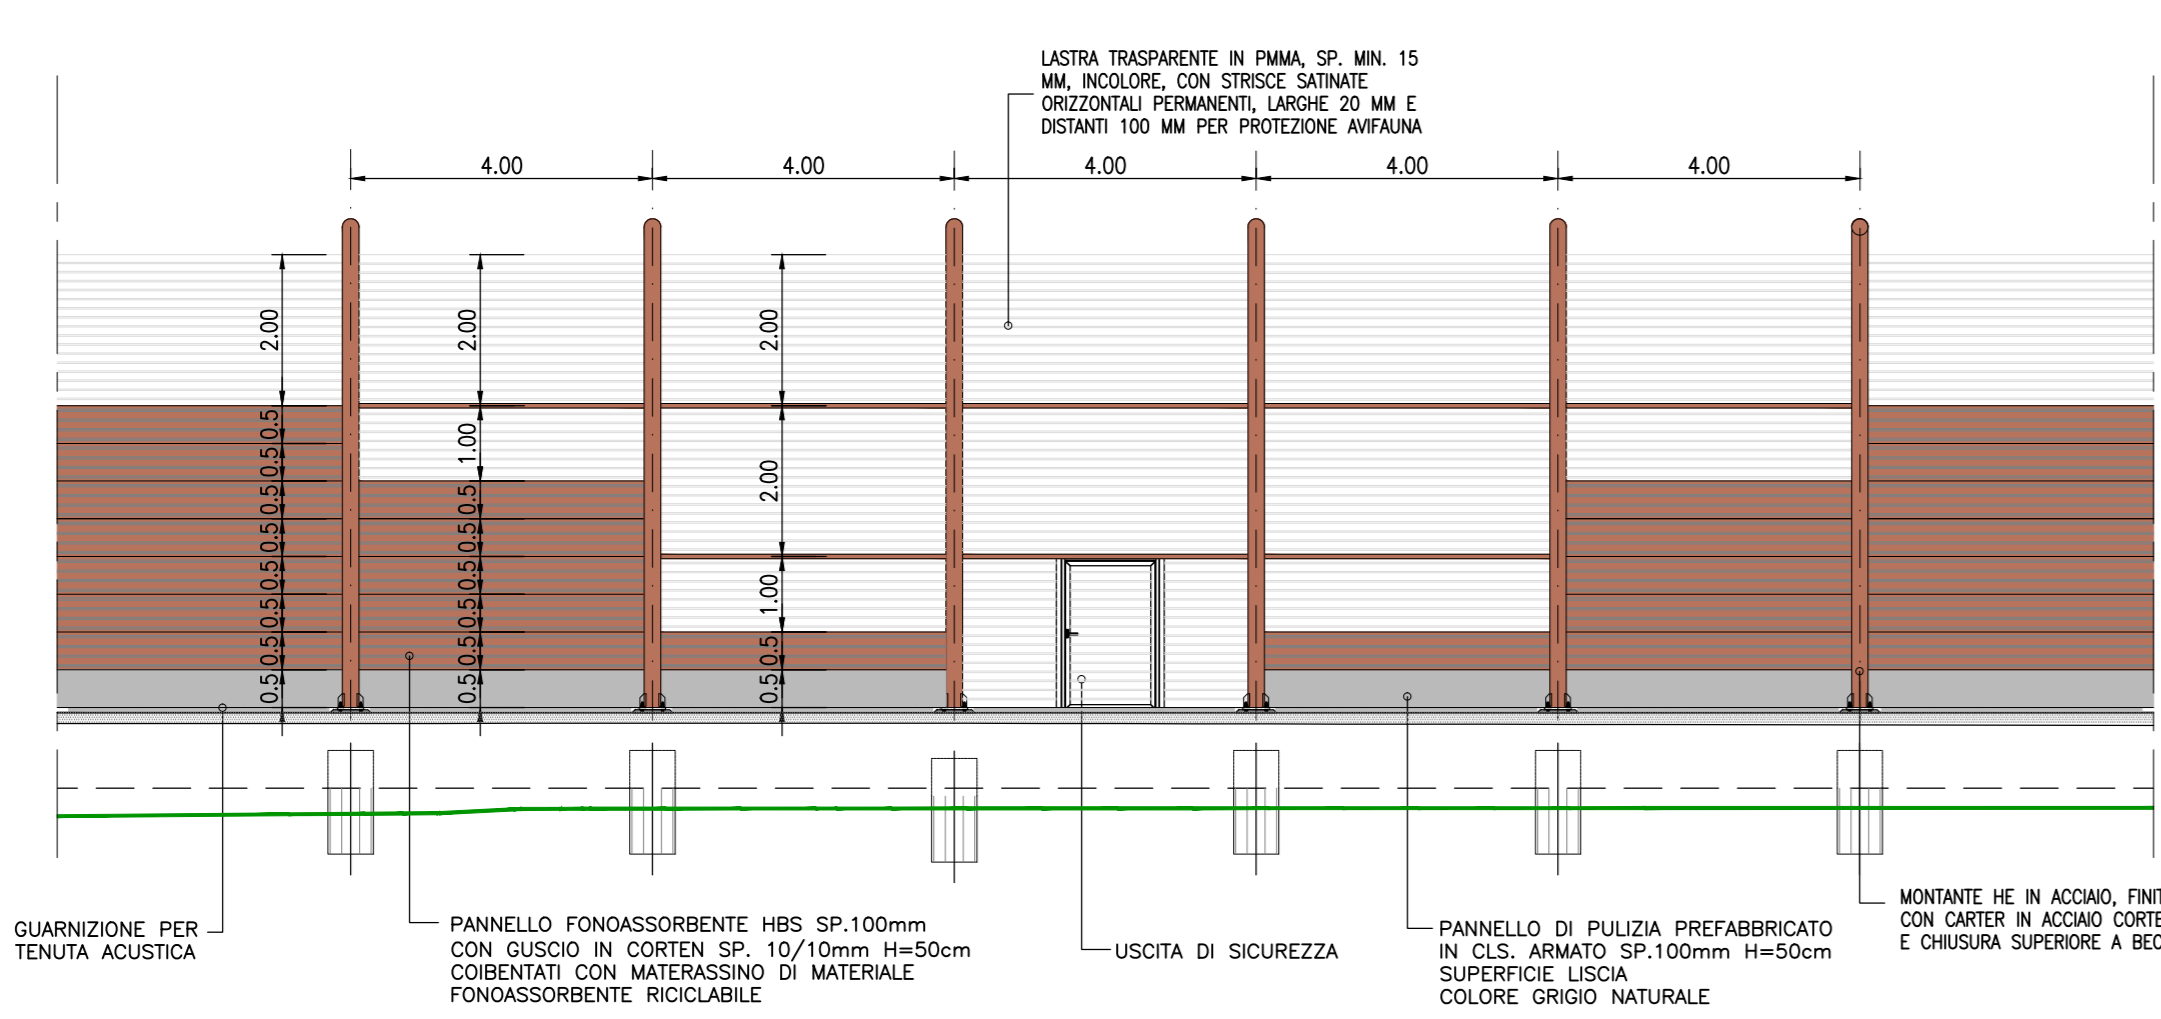 LASTRA TRASPARENTE IN PMMA, SP. MIN. 15
MM, INCOLORE, CON STRISCE SATINATE
ORIZZONTALI PERMANENTI, LARGHE 20 MM E
DISTANTI 100 MM PER PROTEZIONE AVIFAUNA
4.00 4.00 4.00 4.00 4.00
2.00 2.00 2.00
0.5 0.5 0.5 0.5 0.5 0.5 0.5 0.5
1.00 0.5 0.5 0.5 0.5 0.5 0.5
2.00 1.00 0.5 0.5
GUARNIZIONE PER
TENUTA ACUSTICA
PANNELLO FONOASSORBENTE HBS SP.100mm
CON GUSCIO IN CORTEN SP. 10/10mm H=50cm
COIBENTATI CON MATERASSINO DI MATERIALE
FONOASSORBENTE RICICLABILE
USCITA DI SICUREZZA
PANNELLO DI PULIZIA PREFABBRICATO
IN CLS. ARMATO SP.100mm H=50cm
SUPERFICIE LISCIA
COLORE GRIGIO NATURALE
MONTANTE HE IN ACCIAIO, FINIT
CON CARTER IN ACCIAIO CORTE
E CHIUSURA SUPERIORE A BEC